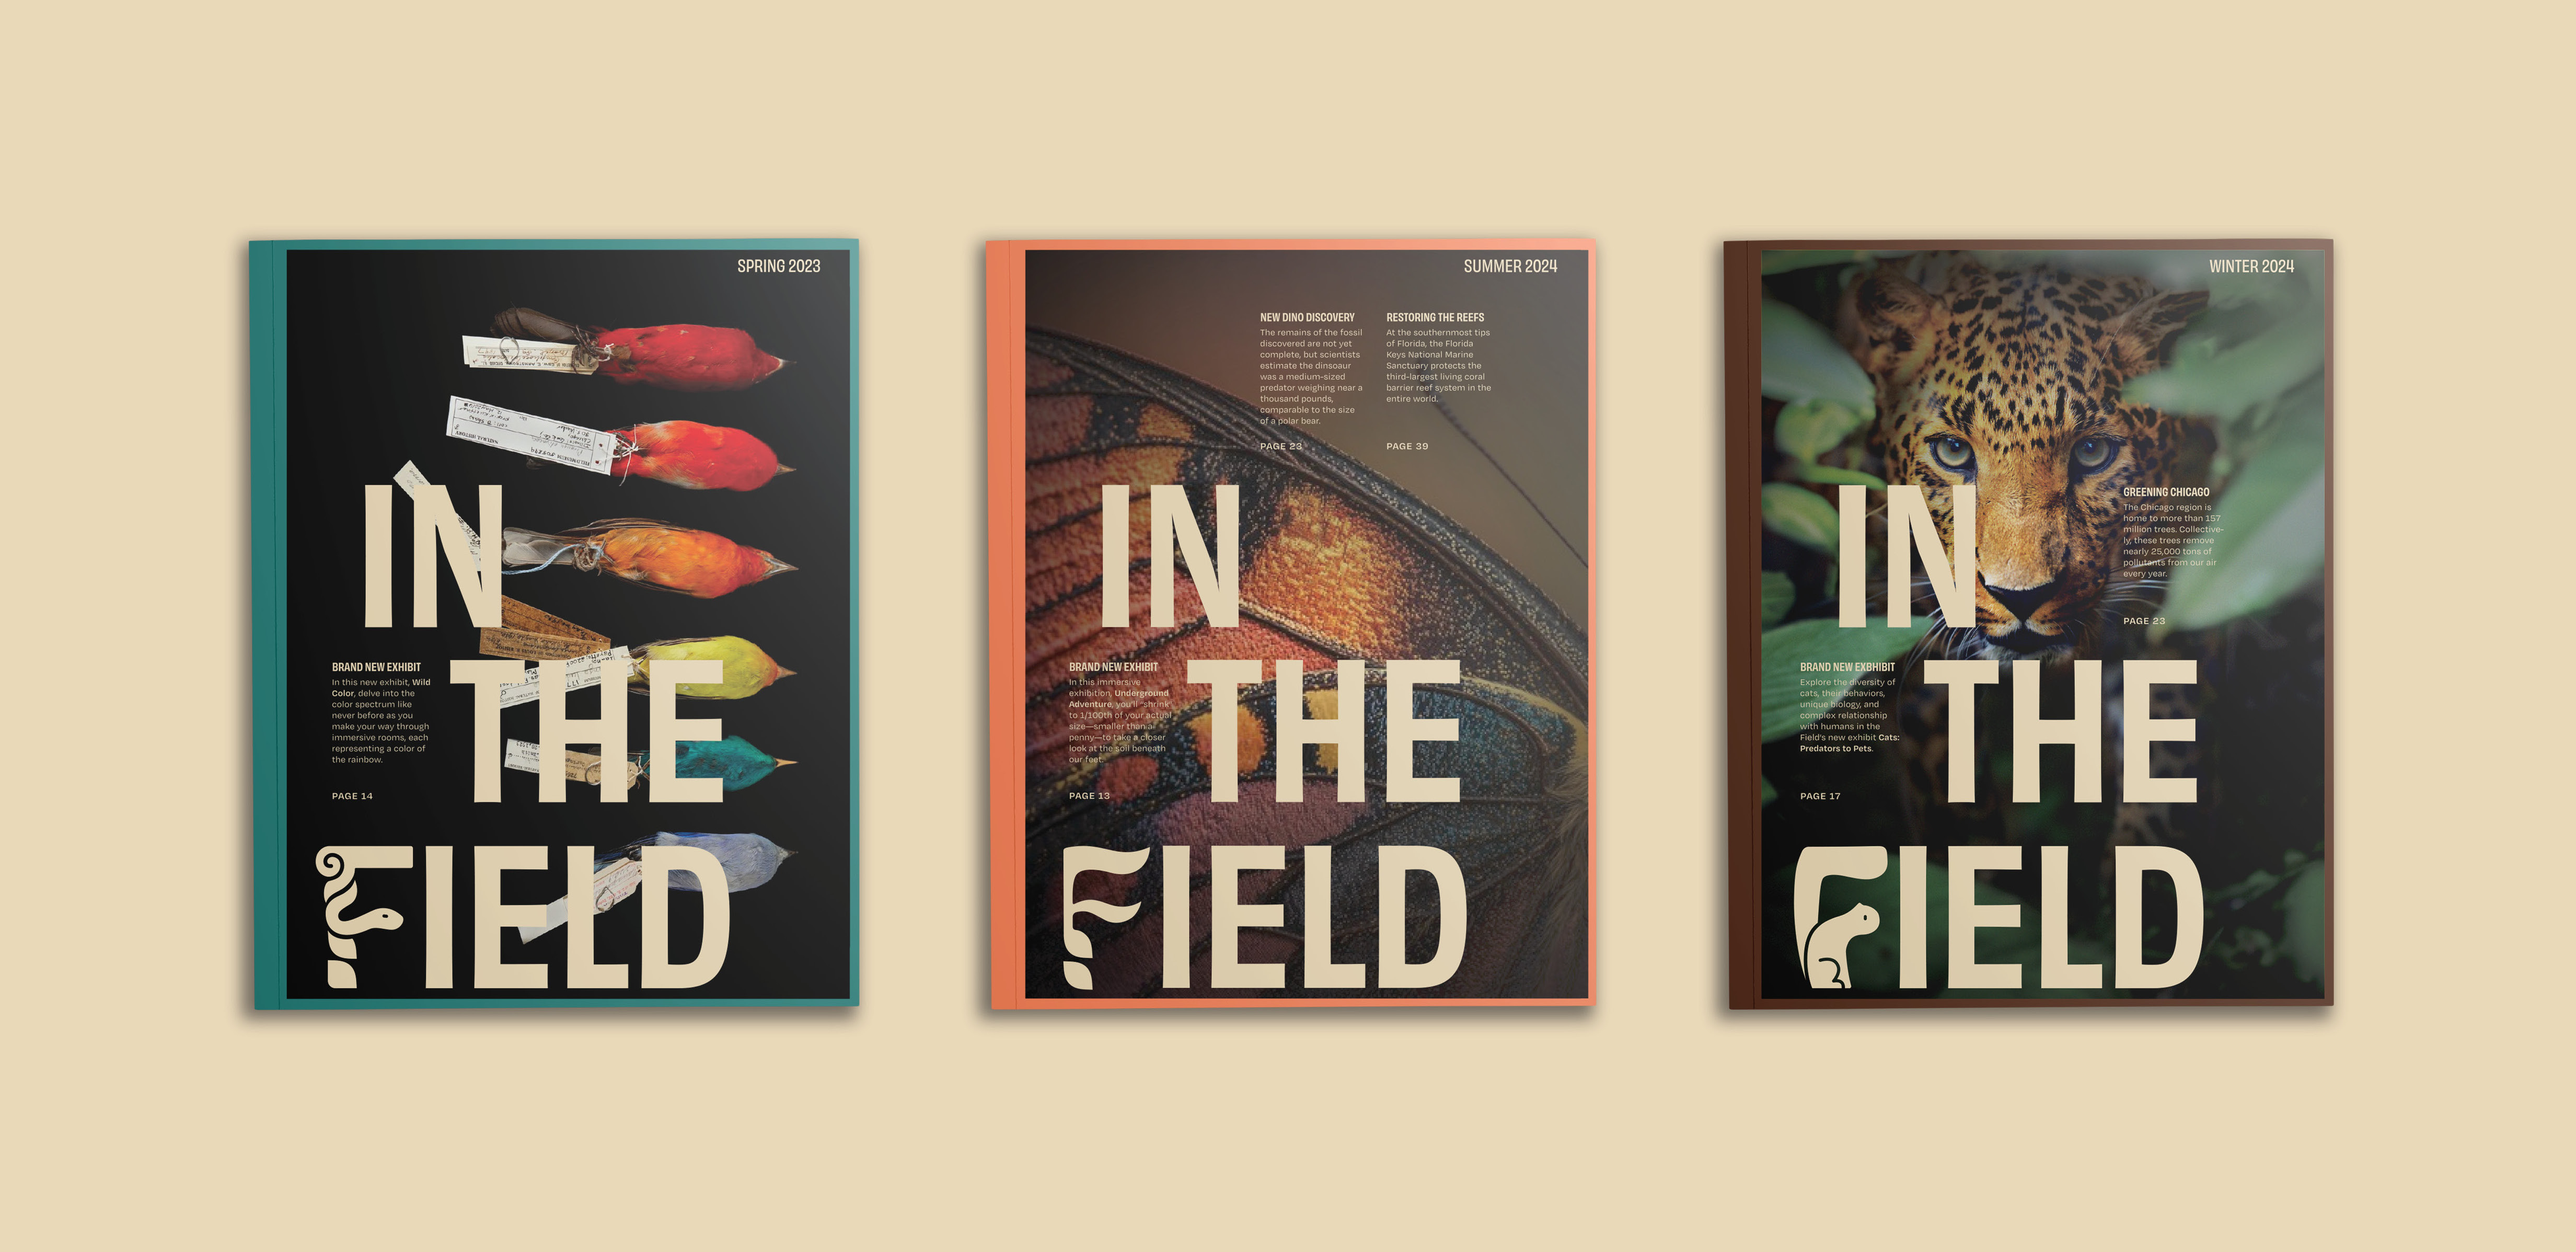 SPRING 2023
IN
THE
BRAND NEW EXHIBIT
In this new exhibit, Wild
Color, delve into the
color spectrum like
never before as you
make your way through
immersive rooms, each
representing a color of
the rainbow.
PAGE 14
FIELD
SUMMER 2024
NEW DINO DISCOVERY
The remains of the fossil
discovered are not yet
complete, but scientists
estimate the dinsoaur
was a medium-sized
predator weighing near a
thousand pounds,
comparable to the size
of a polar bear.
PAGE 23
RESTORING THE REEFS
At the southernmost tips
of Florida, the Florida
Keys National Marine
Sanctuary protects the
third-largest living coral
barrier reef system in the
entire world.
PAGE 39
IN
THE
BRAND NEW EXHIBIT
In this immersive
exhibition, Underground
Adventure, you'll "shrink"
to 1/100th of your actual
size—smaller than a
penny—to take a closer
look at the soil beneath
our feet.
PAGE 13
FIELD
WINTER 2024
IN
GREENING CHICAGO
The Chicago region is
home to more than 157
million trees. Collective-
ly, these trees remove
nearly 25,000 tons of
pollutants from our air
every year.
PAGE 23
THE
BRAND NEW EXBHIBIT
Explore the diversity of
cats, their behaviors,
unique biology, and
complex relationship
with humans in the
Field's new exhibit Cats:
Predators to Pets.
PAGE 17
FIELD